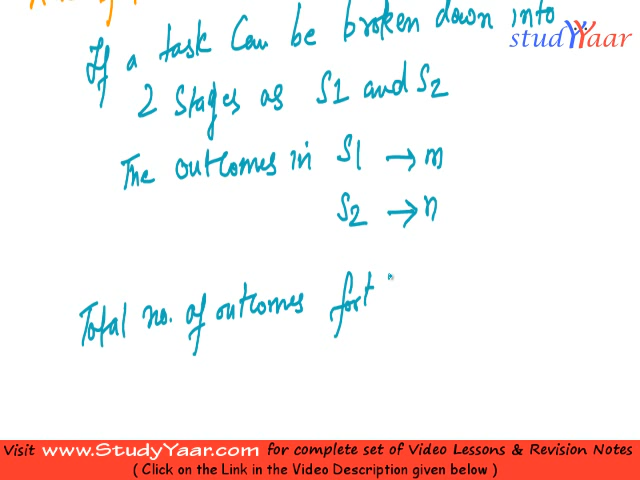 If a task Can be broken down into
studYYaar
2 Stages as S1 and S2
The outcomes in S1 → m
S2 → n
Total no. of outcomes fort
Visit www.StudyYaar.com for complete set of Video Lessons & Revision Notes
( Click on the Link in the Video Description given below )